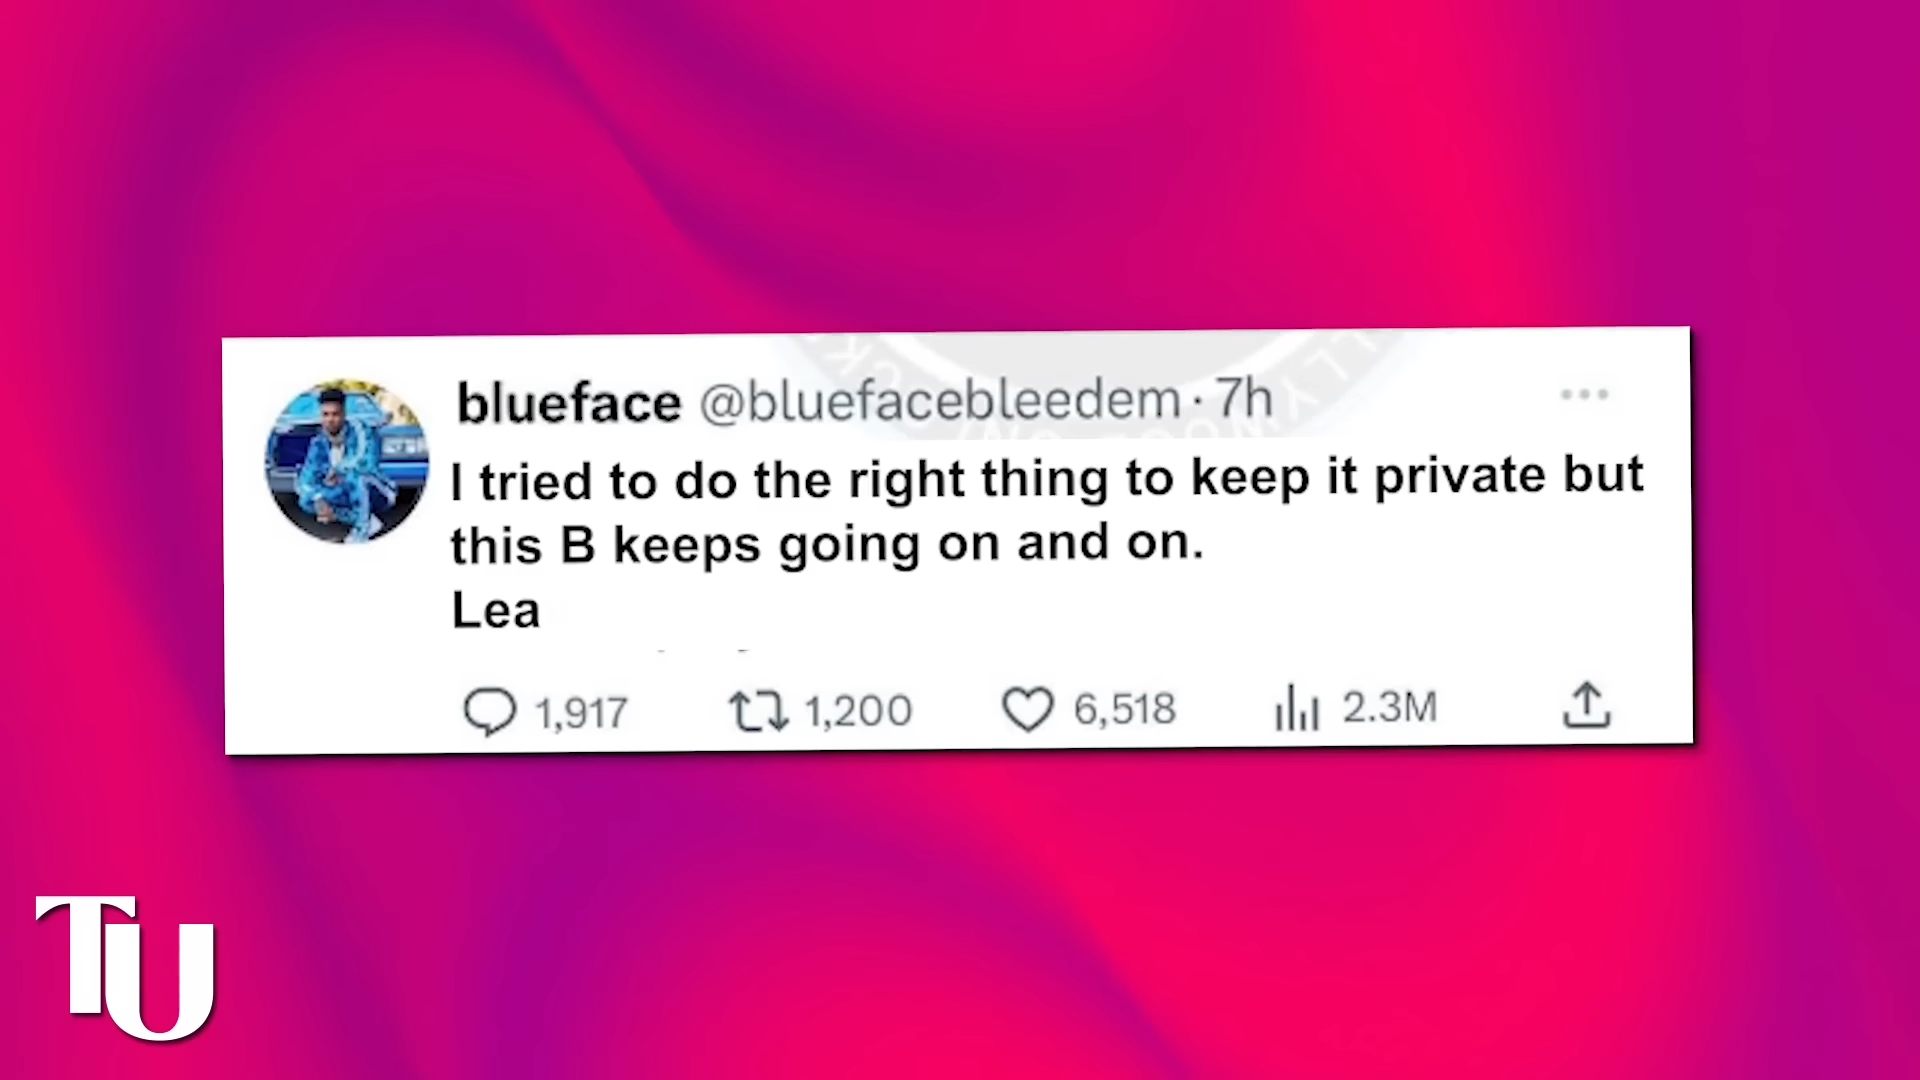 blueface @bluefacebleedem · 7h
I tried to do the right thing to keep it private but
this B keeps going on and on.
Lea
1,917 1,200 6,518 2.3M
TU